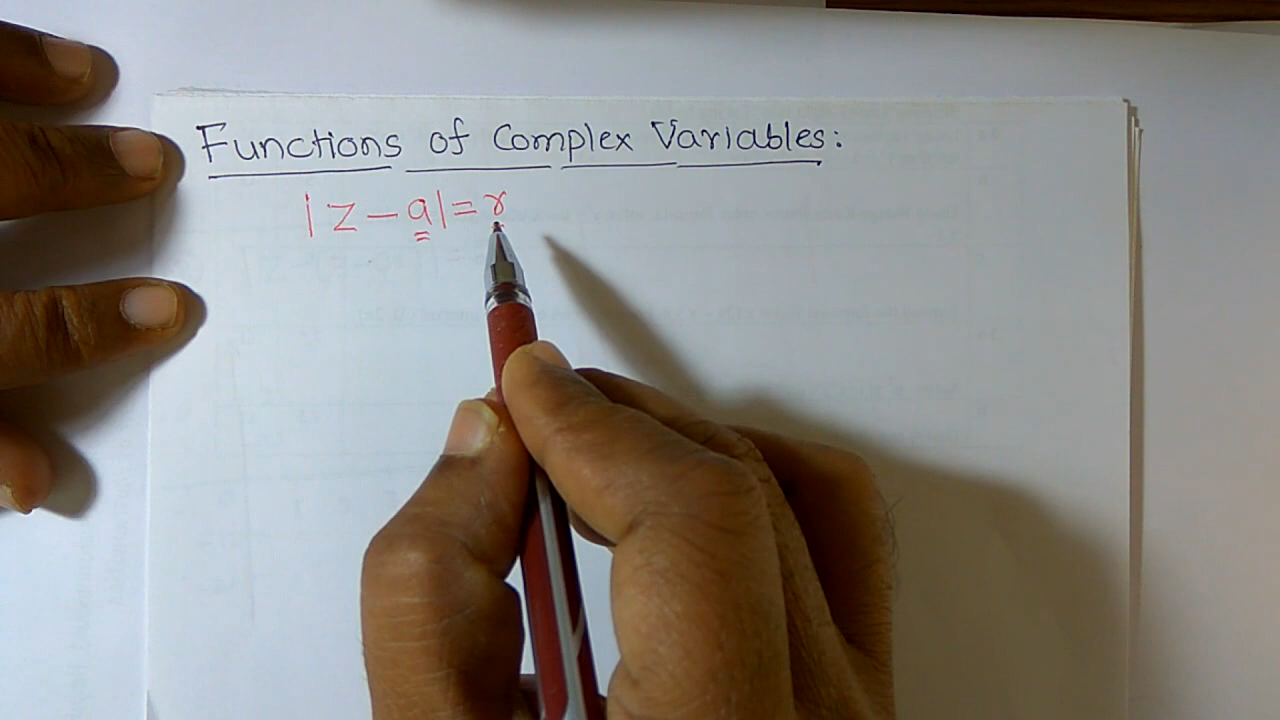 Functions of Complex Variables:
|z - a| = r